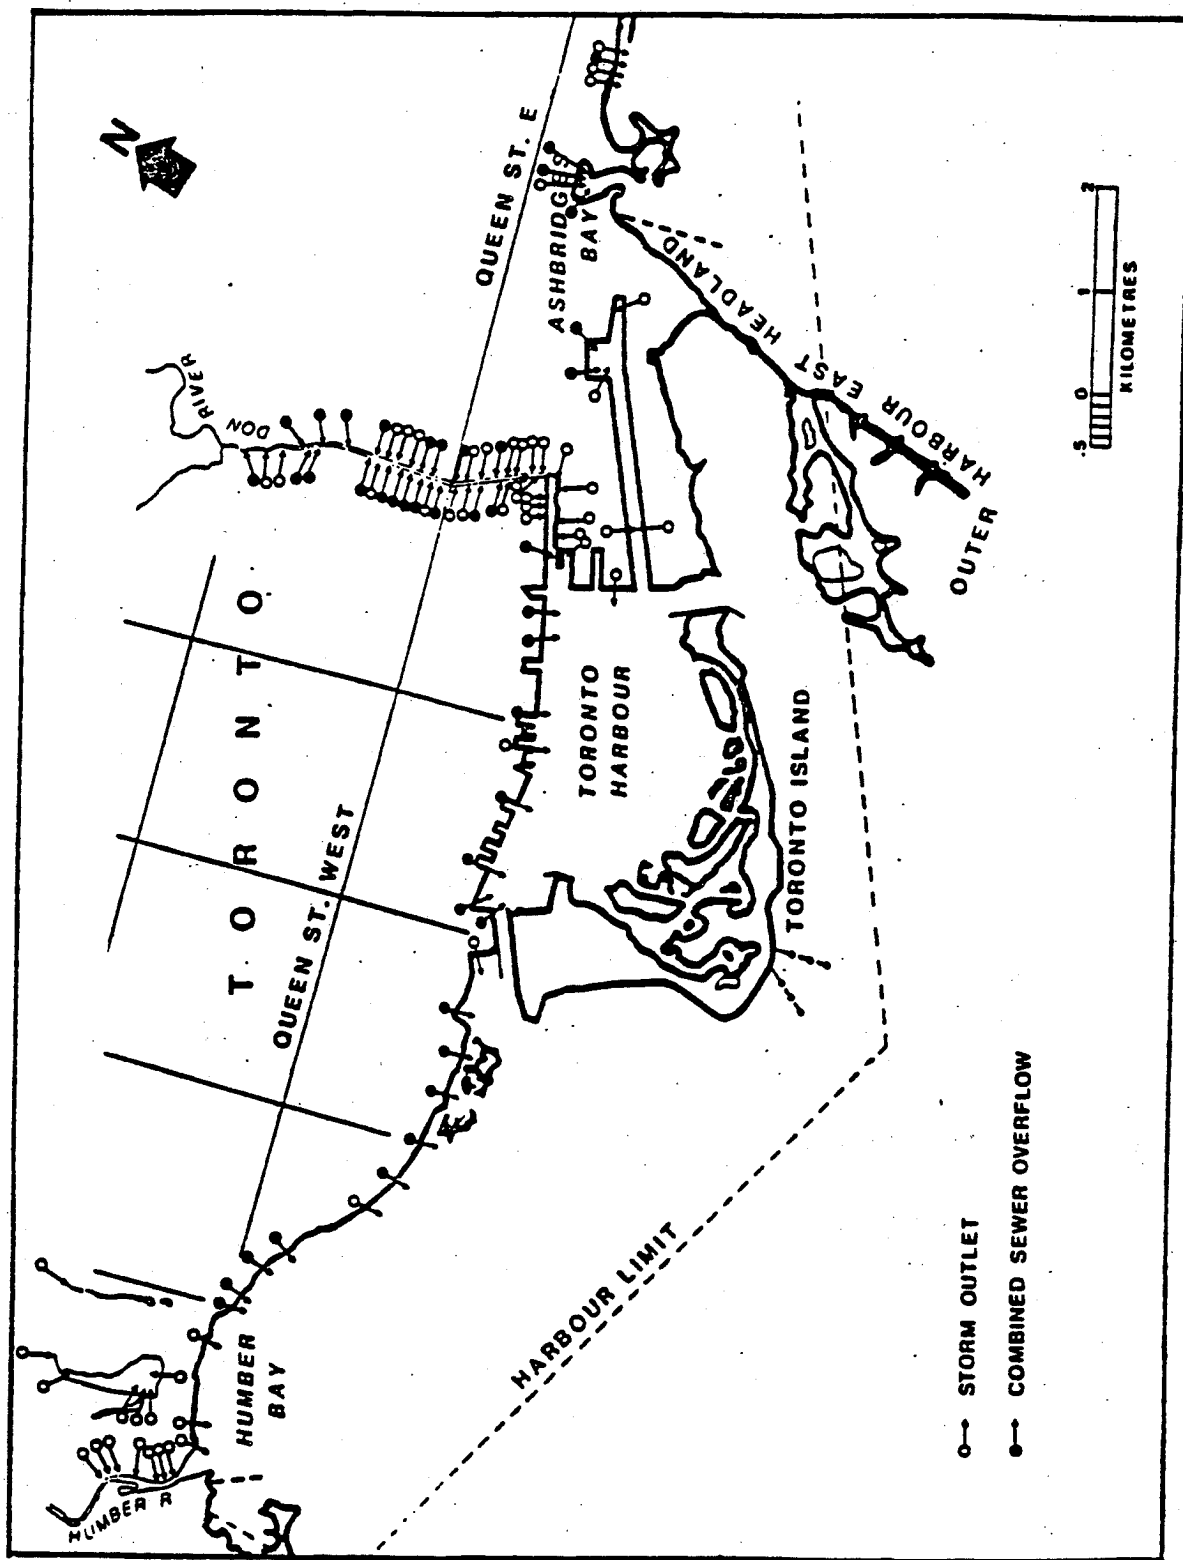 N
QUEEN ST. E
ASHBRIDGES
BAY
DON
RIVER
TORONTO
QUEEN ST. WEST
TORONTO
HARBOUR
TORONTO ISLAND
OUTER HARBOUR EAST HEADLAND
HUMBER
BAY
HUMBER R
HARBOUR LIMIT
.5 0 1 2
KILOMETRES
STORM OUTLET
COMBINED SEWER OVERFLOW